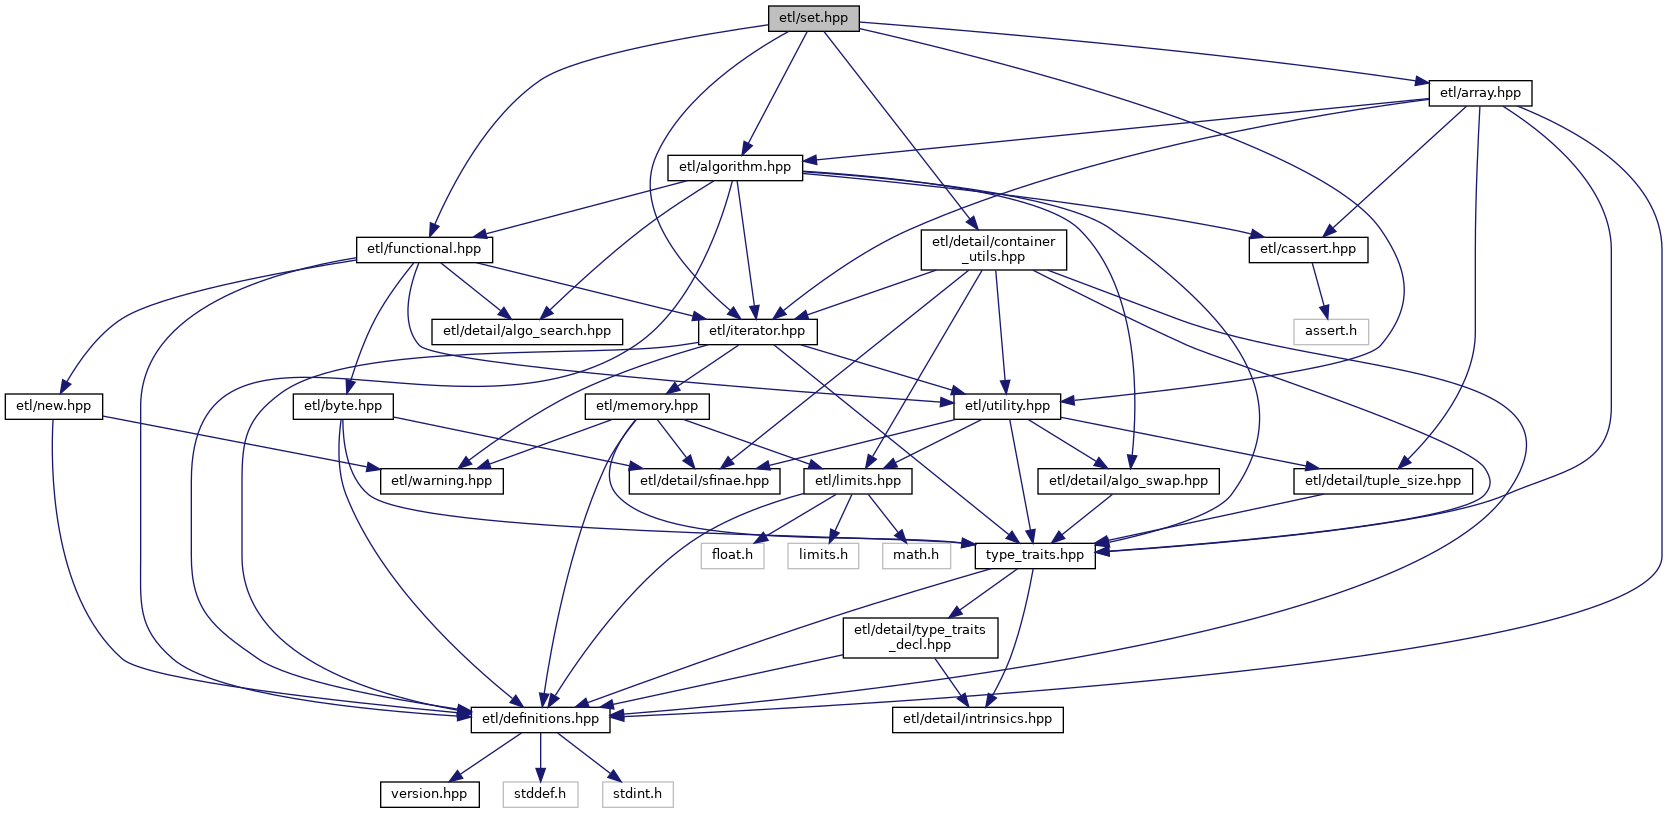 etl/set.hpp
etl/array.hpp
etl/algorithm.hpp
etl/functional.hpp
etl/detail/container
_utils.hpp
etl/cassert.hpp
etl/detail/algo_search.hpp
etl/iterator.hpp
assert.h
etl/new.hpp
etl/byte.hpp
etl/memory.hpp
etl/utility.hpp
etl/warning.hpp
etl/detail/sfinae.hpp
etl/limits.hpp
etl/detail/algo_swap.hpp
etl/detail/tuple_size.hpp
float.h
limits.h
math.h
type_traits.hpp
etl/detail/type_traits
_decl.hpp
etl/definitions.hpp
etl/detail/intrinsics.hpp
version.hpp
stddef.h
stdint.h